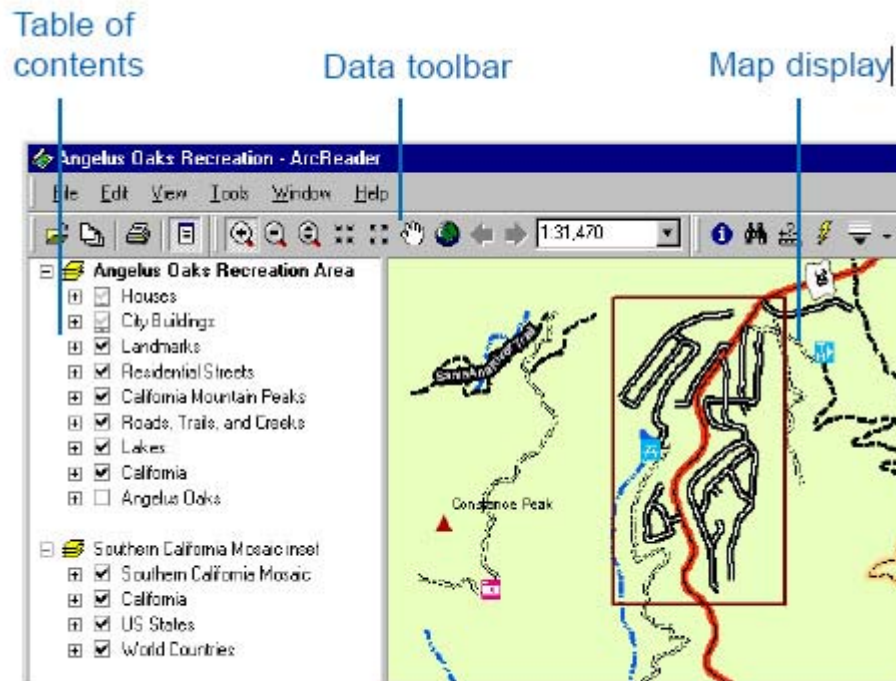 Table of
contents
Data toolbar
Map display
Angelus Oaks Recreation - ArcReader
File Edit View Tools Window Help
1:31,470
Angelus Oaks Recreation Area
Houses
City Buildings
Landmarks
Residential Streets
California Mountain Peaks
Roads, Trails, and Creeks
Lakes
California
Angelus Oaks
Southern California Mosaic inset
Southern California Mosaic
California
US States
World Countries
Constance Peak